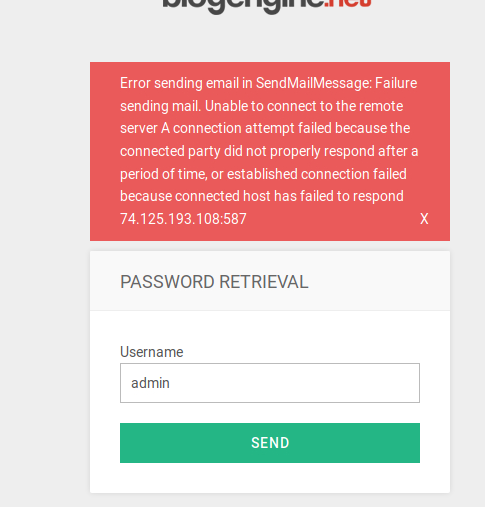 blogengine.net
Error sending email in SendMailMessage: Failure
sending mail. Unable to connect to the remote
server A connection attempt failed because the
connected party did not properly respond after a
period of time, or established connection failed
because connected host has failed to respond
74.125.193.108:587 X
PASSWORD RETRIEVAL
Username
admin
SEND